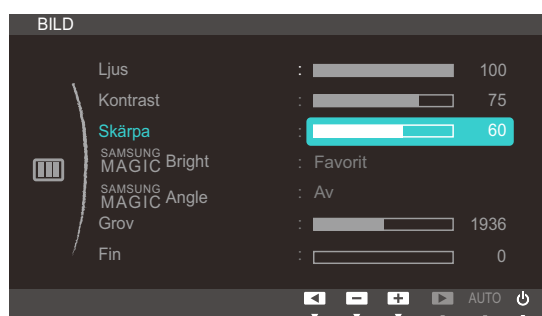 BILD
Ljus : 100
Kontrast : 75
Skärpa : 60
SAMSUNG MAGIC Bright : Favorit
SAMSUNG MAGIC Angle : Av
Grov : 1936
Fin : 0
AUTO